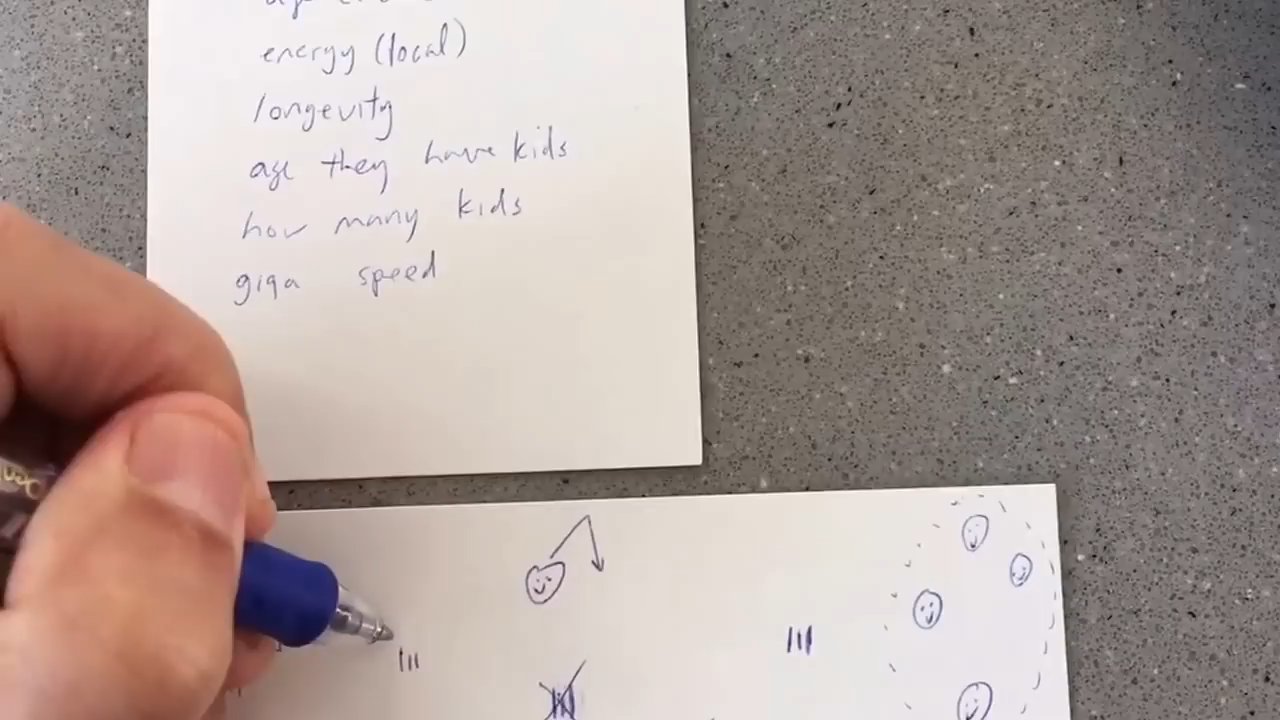 energy (local)
longevity
age they have kids
how many kids
giga speed